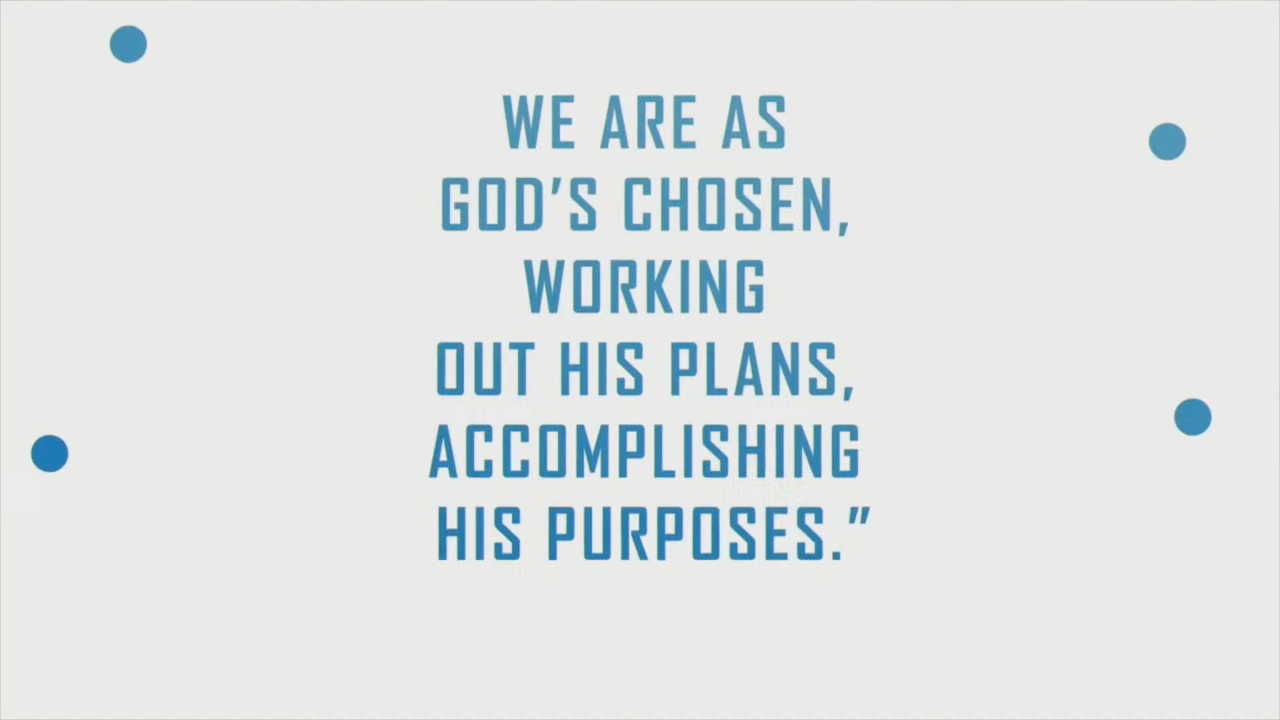 WE ARE AS
GOD’S CHOSEN,
WORKING
OUT HIS PLANS,
ACCOMPLISHING
HIS PURPOSES.”